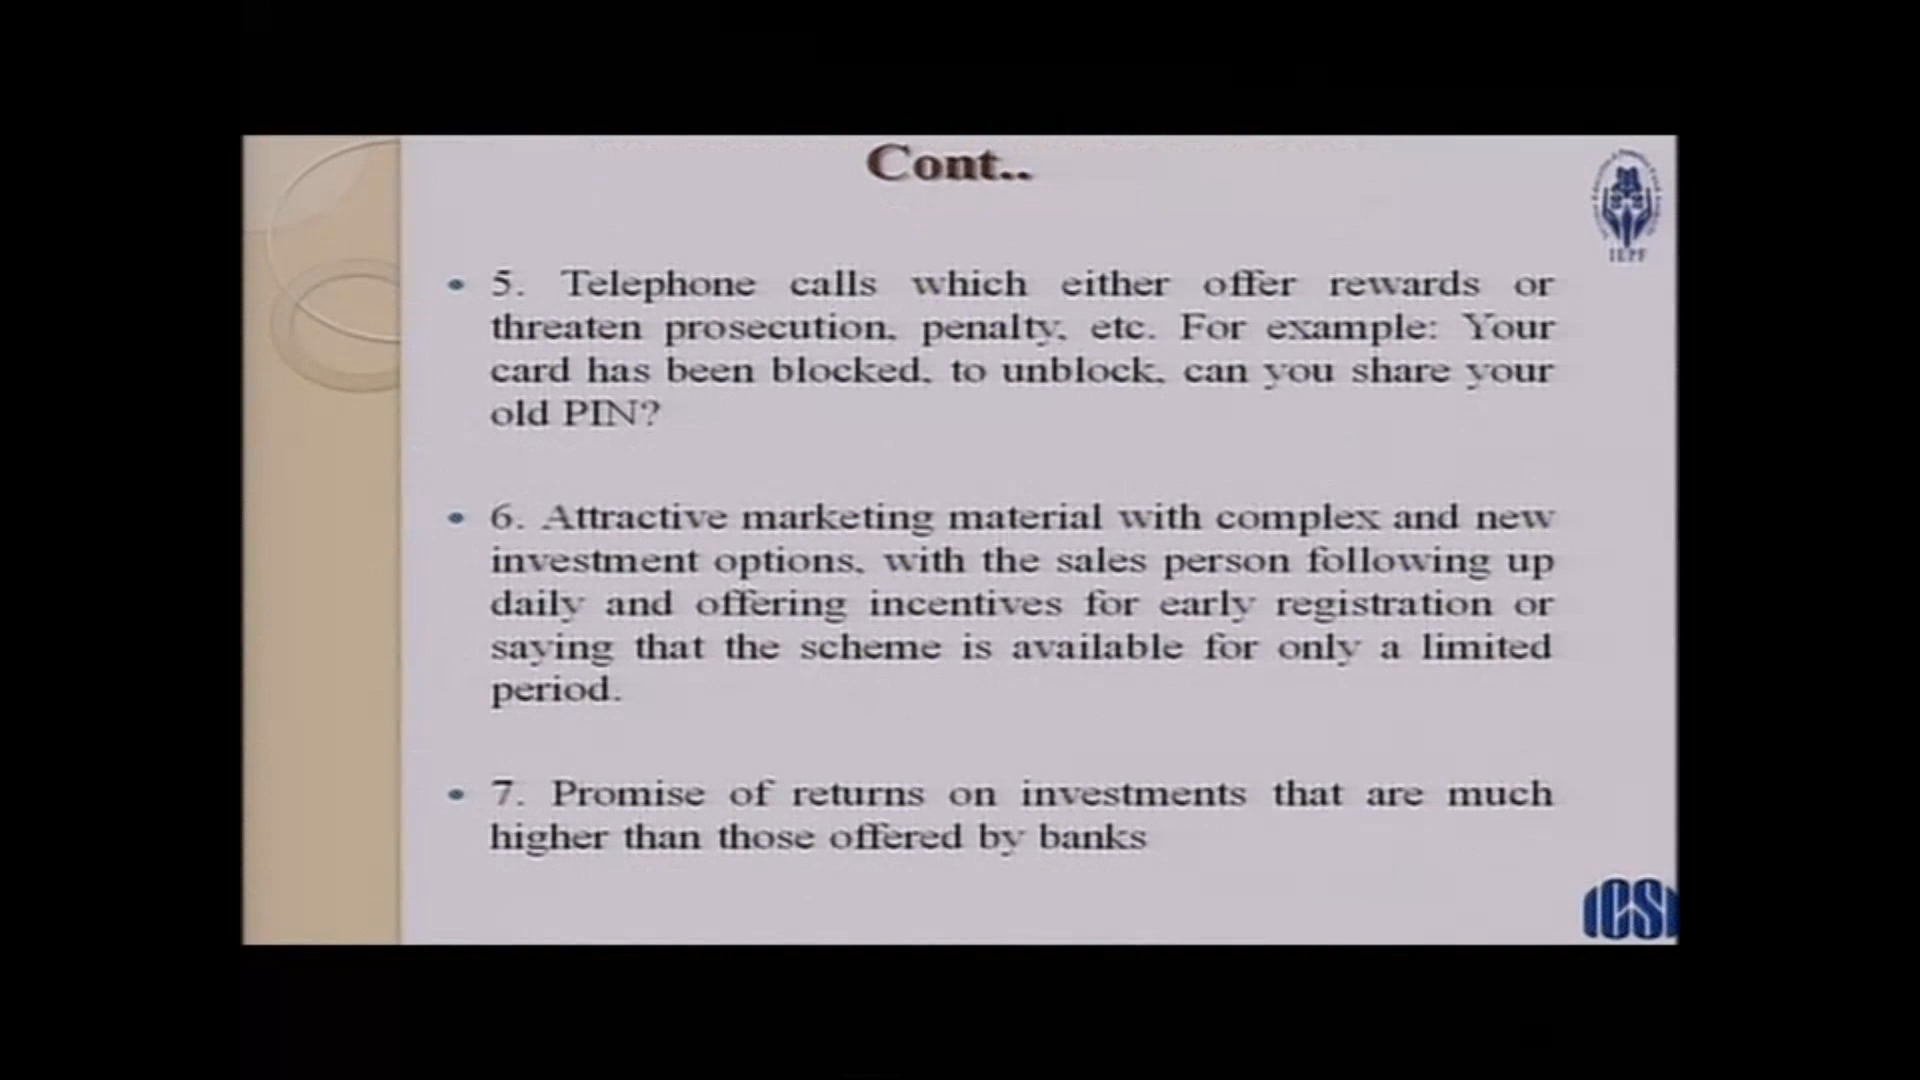 Cont..
IEPF
• 5. Telephone calls which either offer rewards or
threaten prosecution, penalty, etc. For example: Your
card has been blocked, to unblock, can you share your
old PIN?
• 6. Attractive marketing material with complex and new
investment options, with the sales person following up
daily and offering incentives for early registration or
saying that the scheme is available for only a limited
period.
• 7. Promise of returns on investments that are much
higher than those offered by banks
ICSI